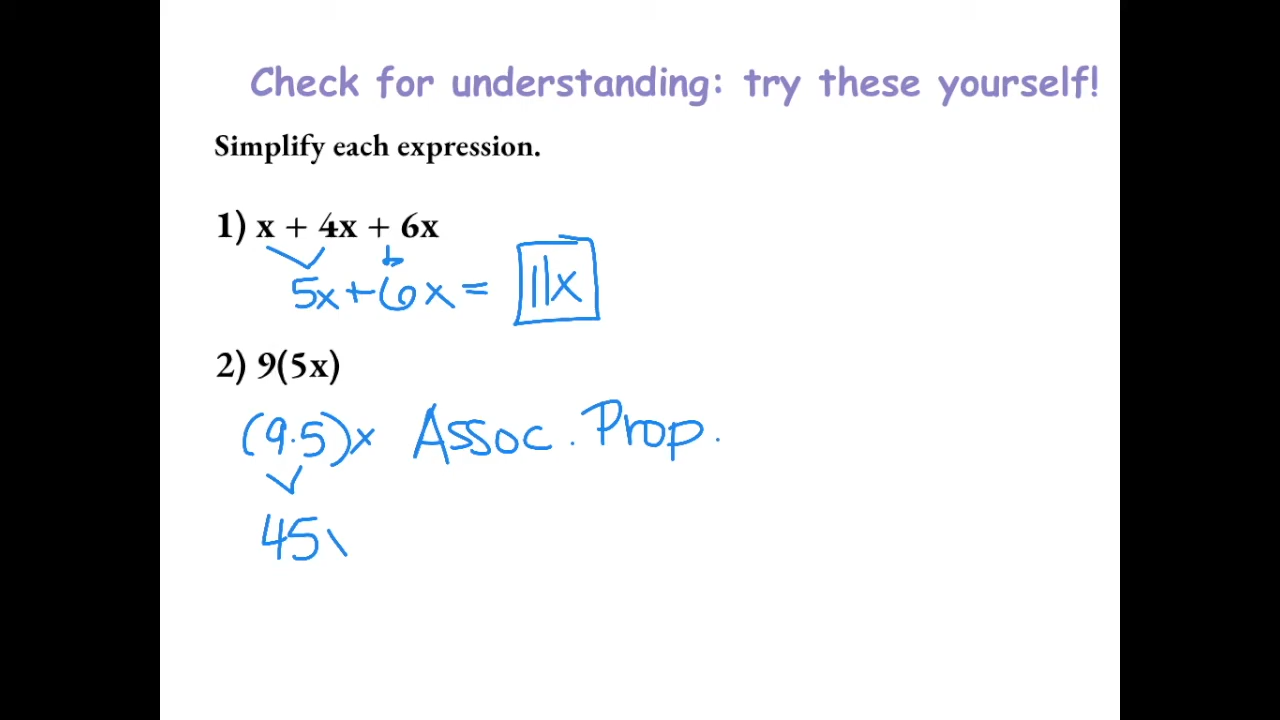 Check for understanding: try these yourself!
Simplify each expression.
1) x + 4x + 6x
5x+6x= 11x
2) 9(5x)
(9·5)x Assoc. Prop.
45